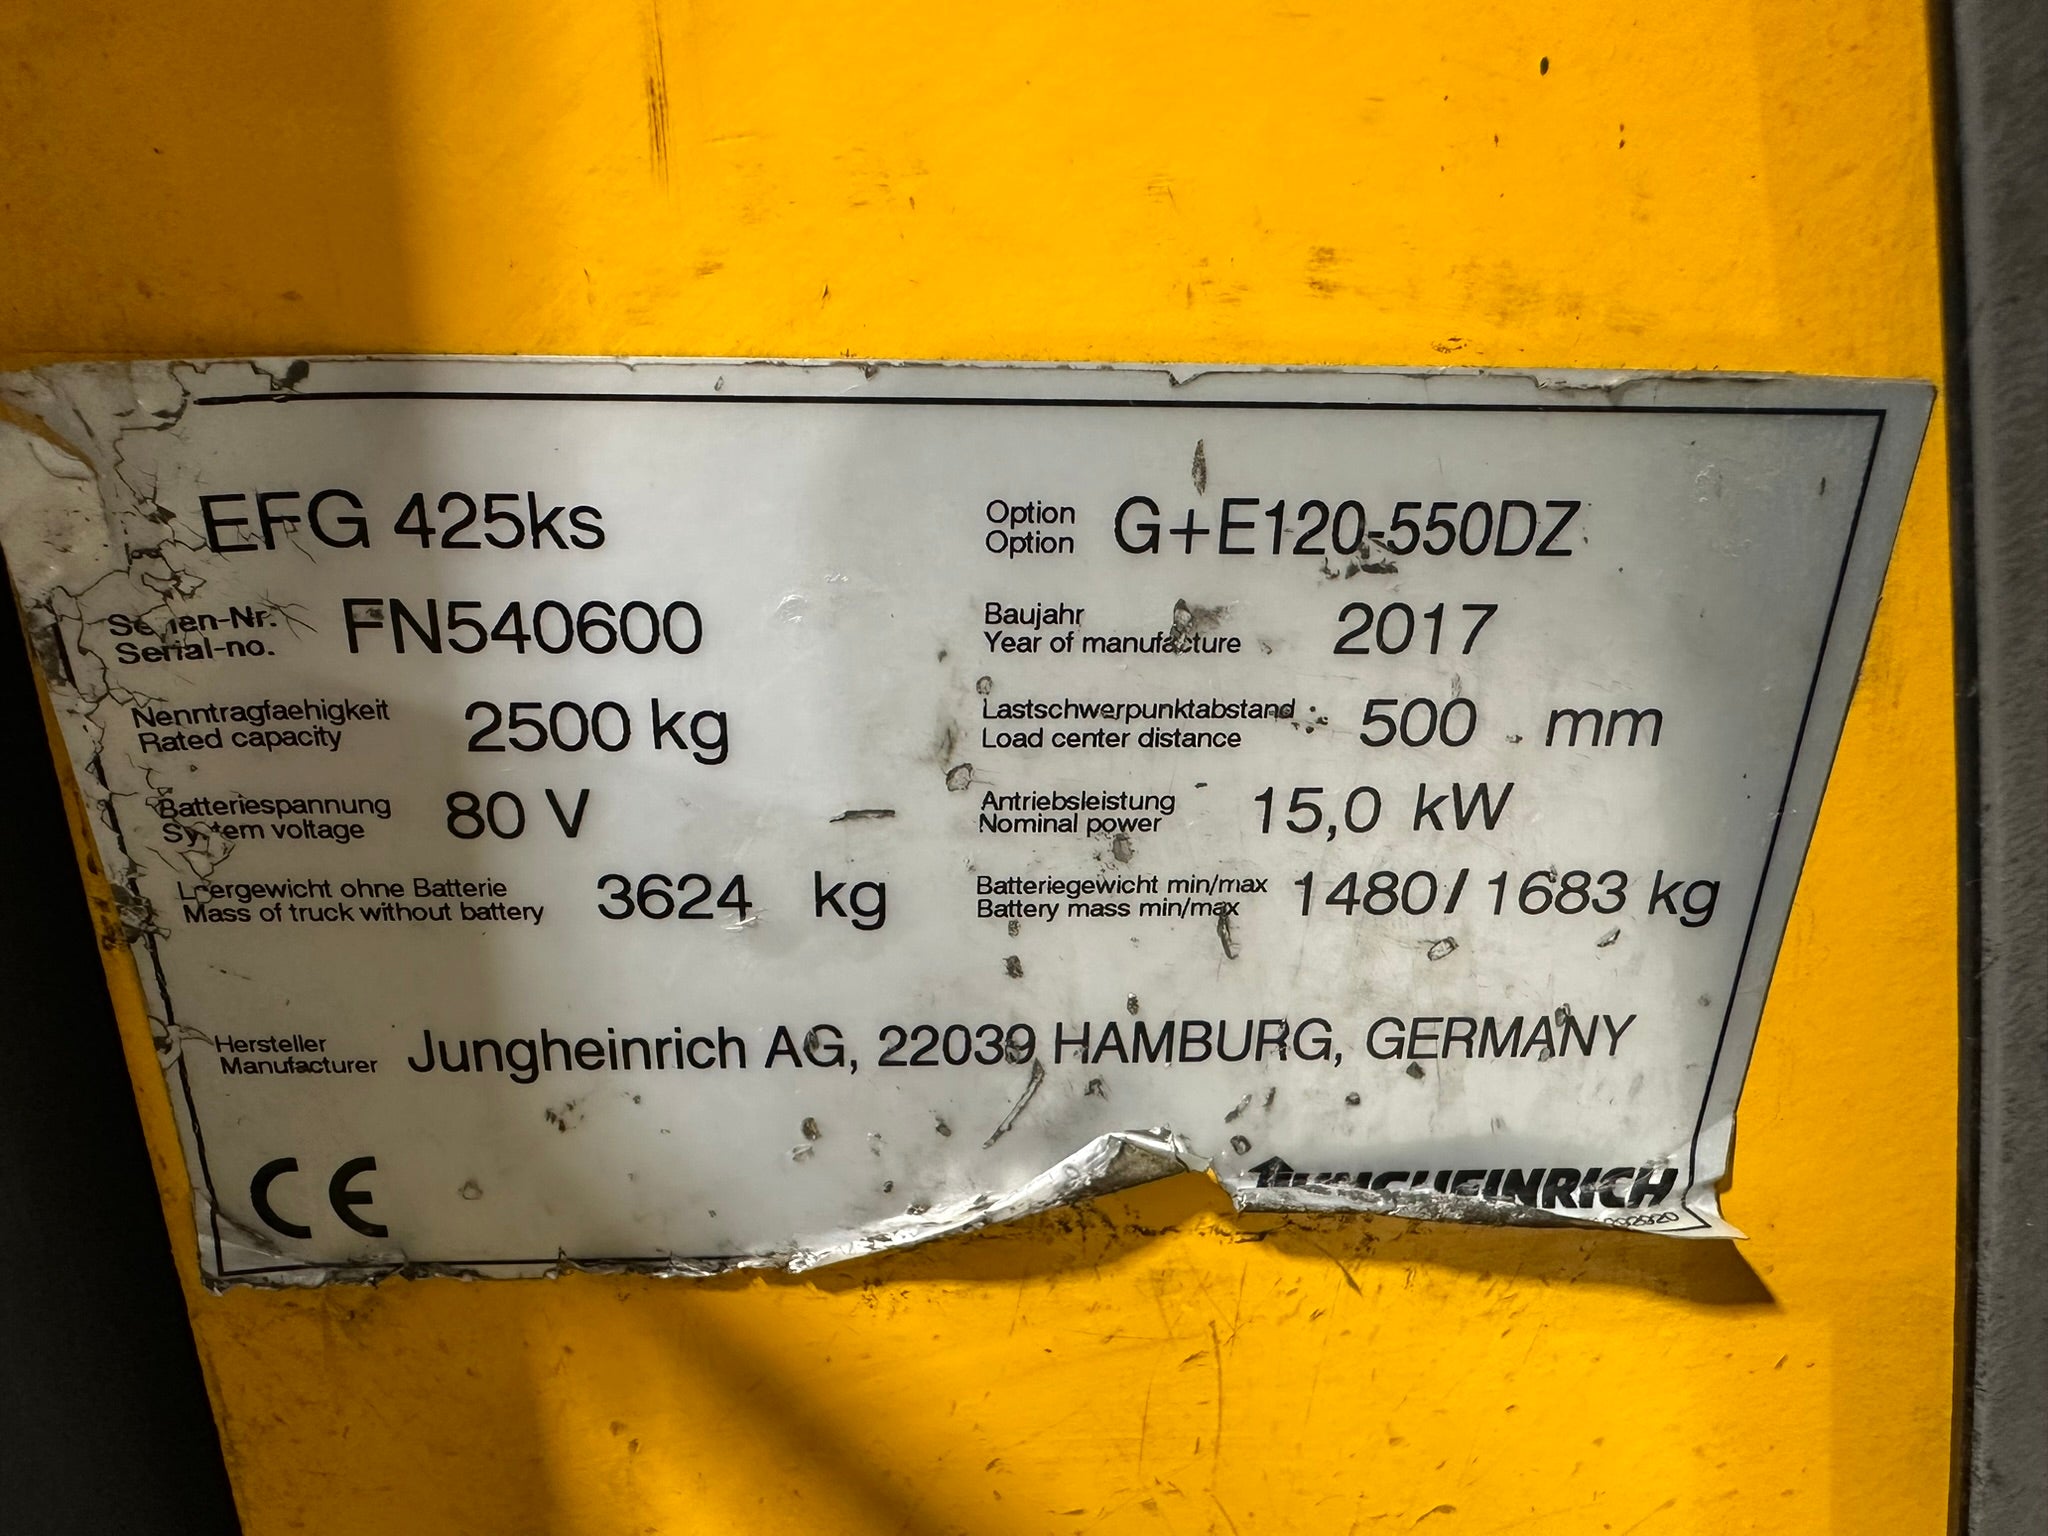 EFG 425ks
Option
Option
G+E120-550DZ
Serien-Nr.
Serial-no.
FN540600
Baujahr
Year of manufacture
2017
Nenntragfaehigkeit
Rated capacity
2500 kg
Lastschwerpunktabstand
Load center distance
500 mm
Batteriespannung
System voltage
80 V
Antriebsleistung
Nominal power
15,0 kW
Leergewicht ohne Batterie
Mass of truck without battery
3624 kg
Batteriegewicht min/max
Battery mass min/max
1480/1683 kg
Hersteller
Manufacturer
Jungheinrich AG, 22039 HAMBURG, GERMANY
CE
JUNGHEINRICH